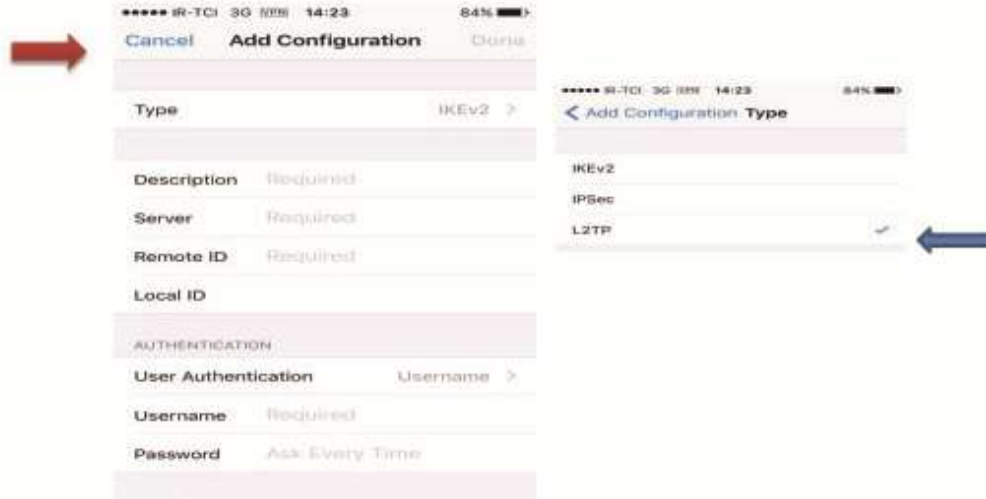 IR-TCI 3G VPN 14:23 84%
Cancel Add Configuration Done
Type IKEv2
Description Required
Server Required
Remote ID Required
Local ID
AUTHENTICATION
User Authentication Username
Username Required
Password Ask Every Time
IR-TCI 3G VPN 14:23 84%
Add Configuration Type
IKEv2
IPSec
L2TP